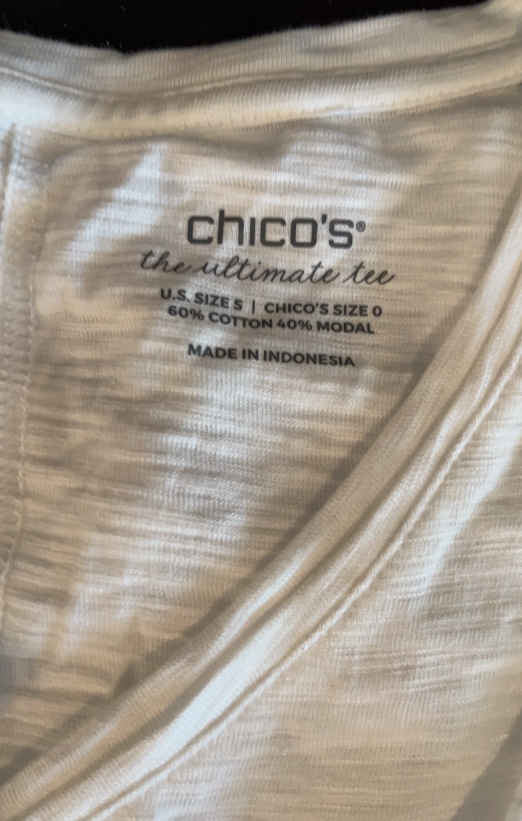 chico's®
the ultimate tee
U.S. SIZE S | CHICO'S SIZE 0
60% COTTON 40% MODAL
MADE IN INDONESIA